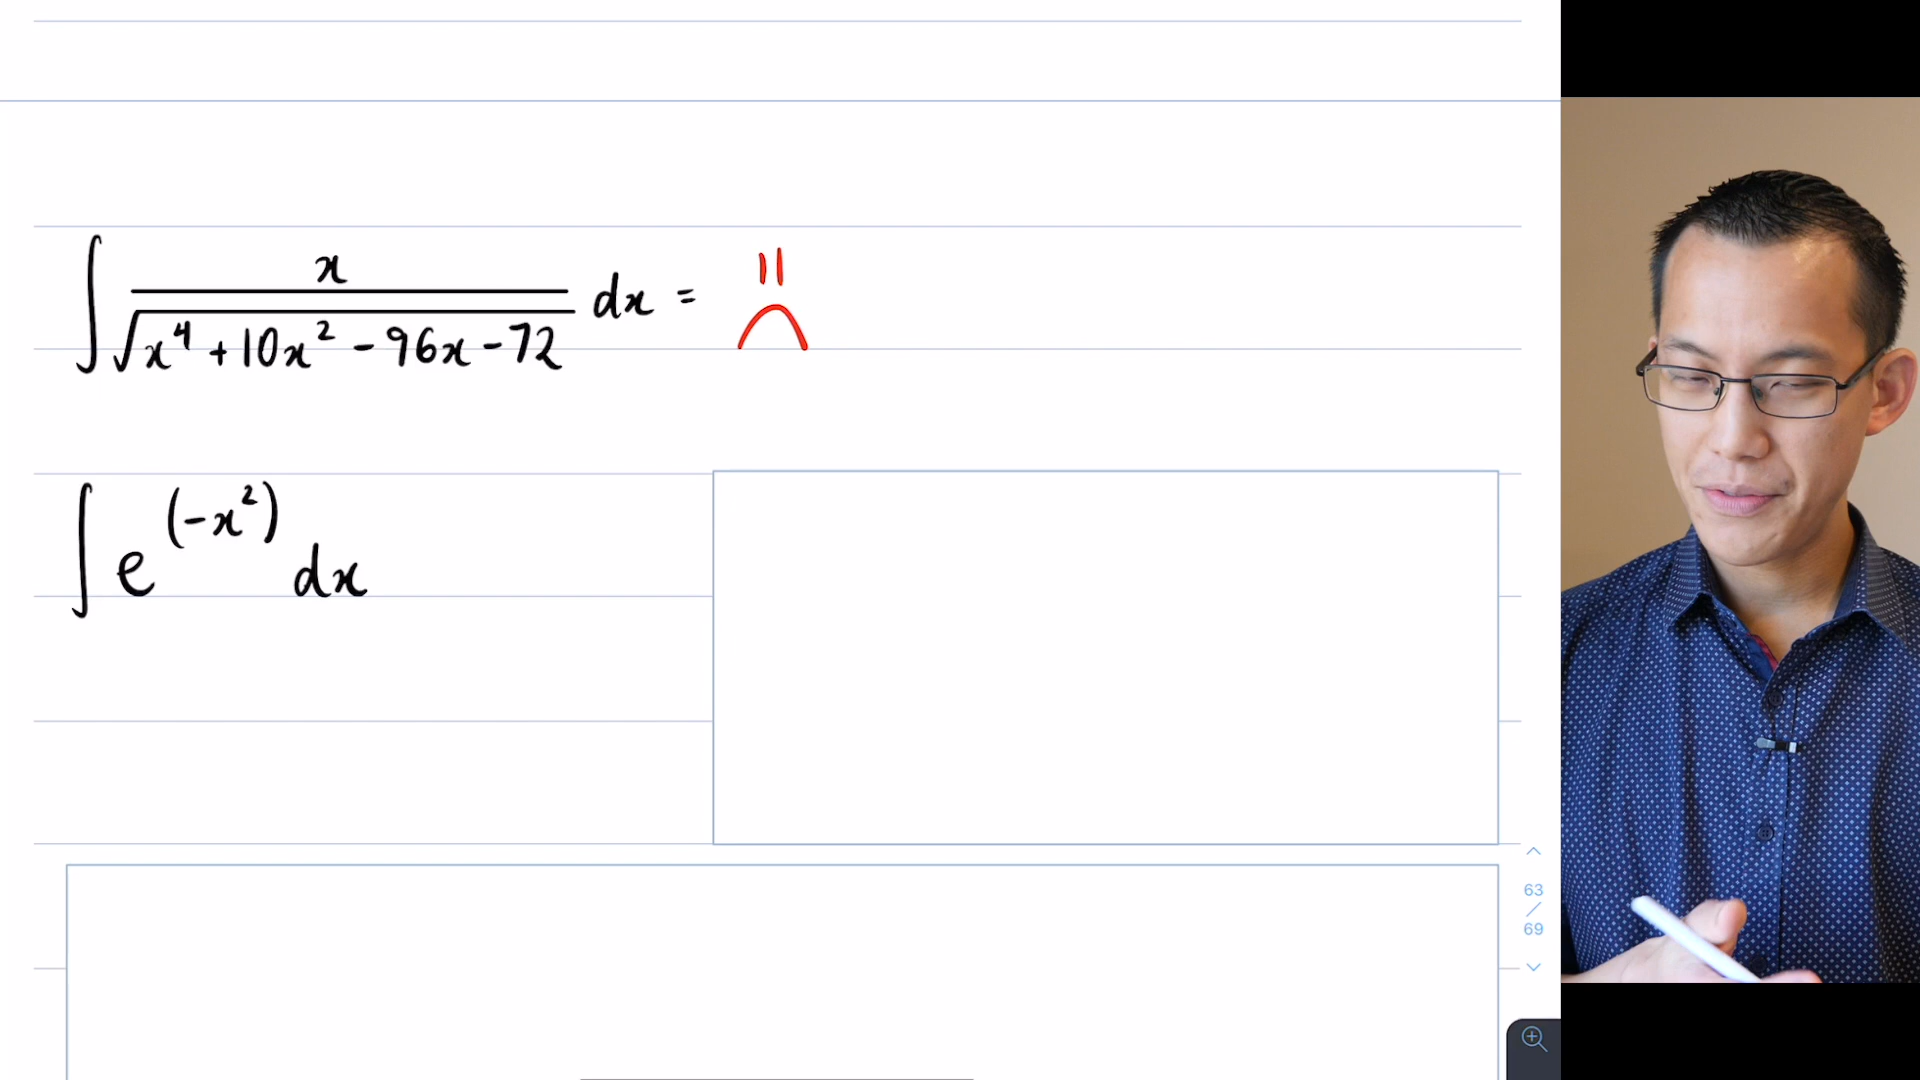 ∫ x / √(x⁴ + 10x² − 96x − 72) dx =
∫ e^(−x²) dx
63
/
69